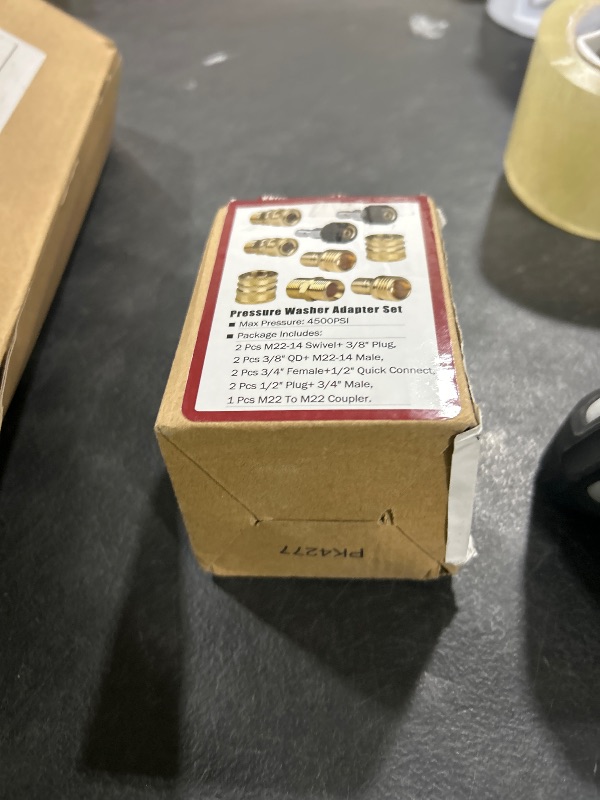 Pressure Washer Adapter Set
■ Max Pressure: 4500PSI
■ Package Includes:
2 Pcs M22-14 Swivel+ 3/8" Plug,
2 Pcs 3/8" QD+ M22-14 Male,
2 Pcs 3/4" Female+1/2" Quick Connect,
2 Pcs 1/2" Plug+ 3/4" Male,
1 Pcs M22 To M22 Coupler.
PK4277